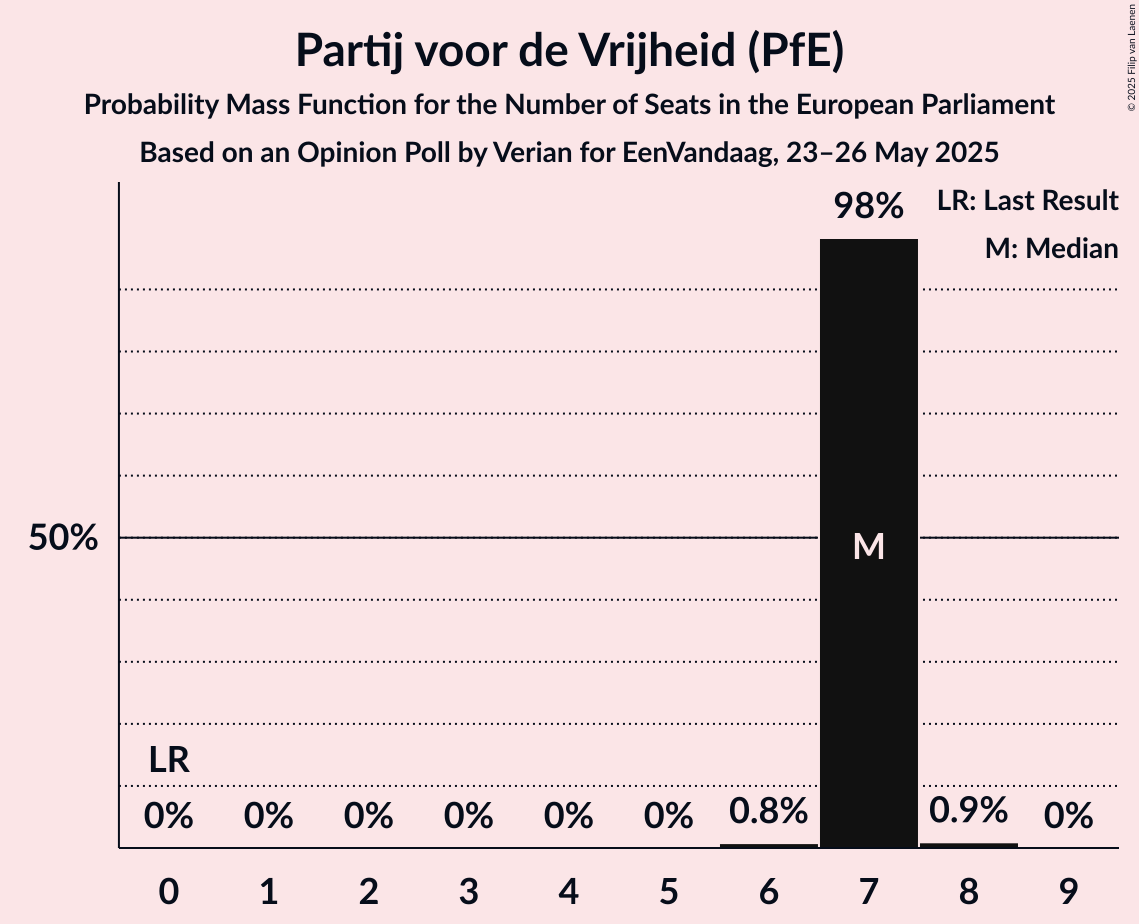 Partij voor de Vrijheid (PfE)
Probability Mass Function for the Number of Seats in the European Parliament
Based on an Opinion Poll by Verian for EenVandaag, 23–26 May 2025
© 2025 Filip van Laenen
98%
LR: Last Result
M: Median
50%
M
LR
0% 0% 0% 0% 0% 0% 0.8% 0.9% 0%
0 1 2 3 4 5 6 7 8 9